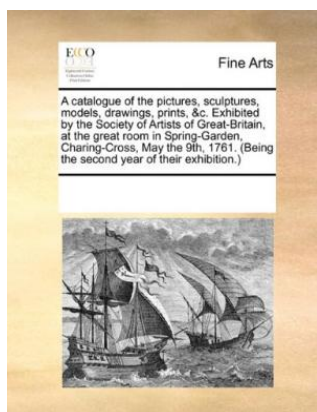 ECCO
Fine Arts
A catalogue of the pictures, sculptures,
models, drawings, prints, &c. Exhibited
by the Society of Artists of Great-Britain,
at the great room in Spring-Garden,
Charing-Cross, May the 9th, 1761. (Being
the second year of their exhibition.)